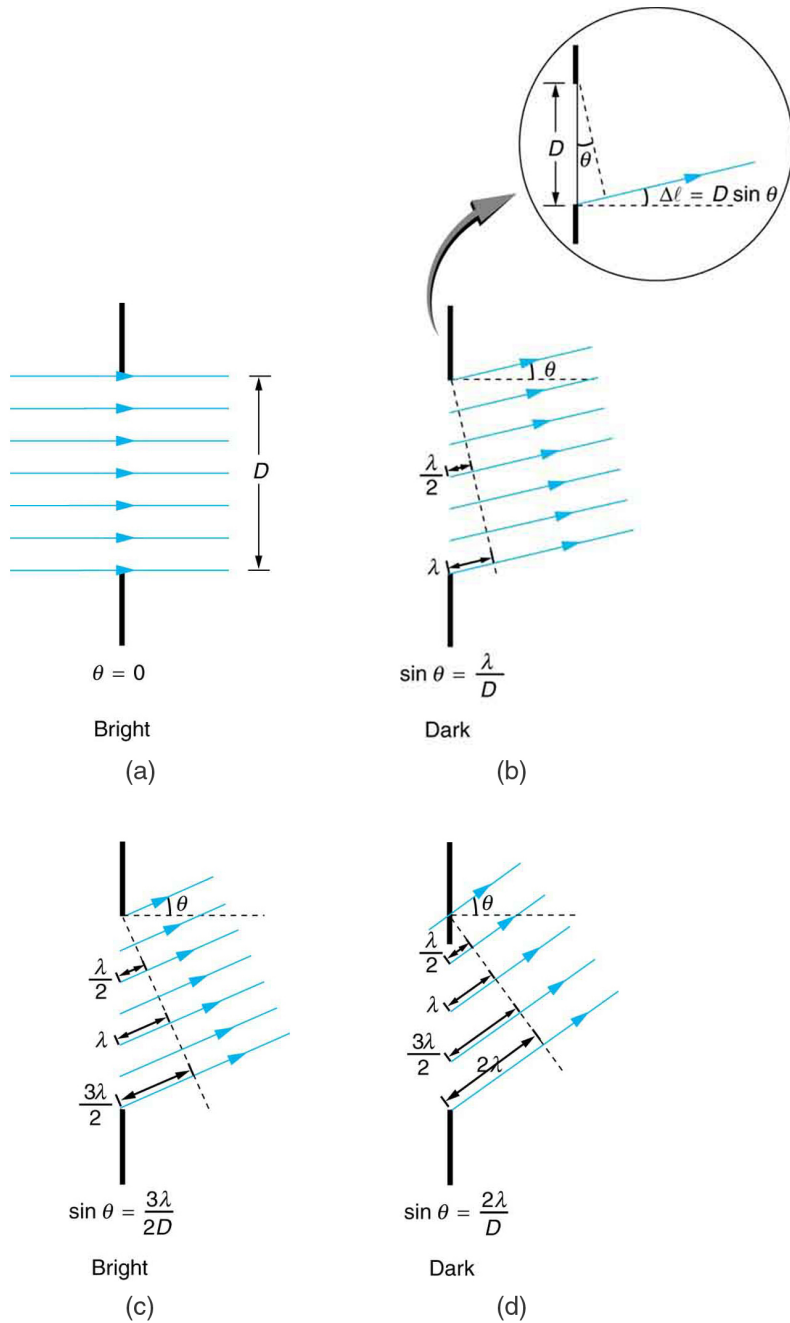 D
θ
Δℓ = D sin θ
D
θ = 0
Bright
(a)
θ
λ/2
λ
sin θ = λ/D
Dark
(b)
θ
λ/2
λ
3λ/2
sin θ = 3λ/2D
Bright
(c)
θ
λ/2
λ
3λ/2
2λ
sin θ = 2λ/D
Dark
(d)